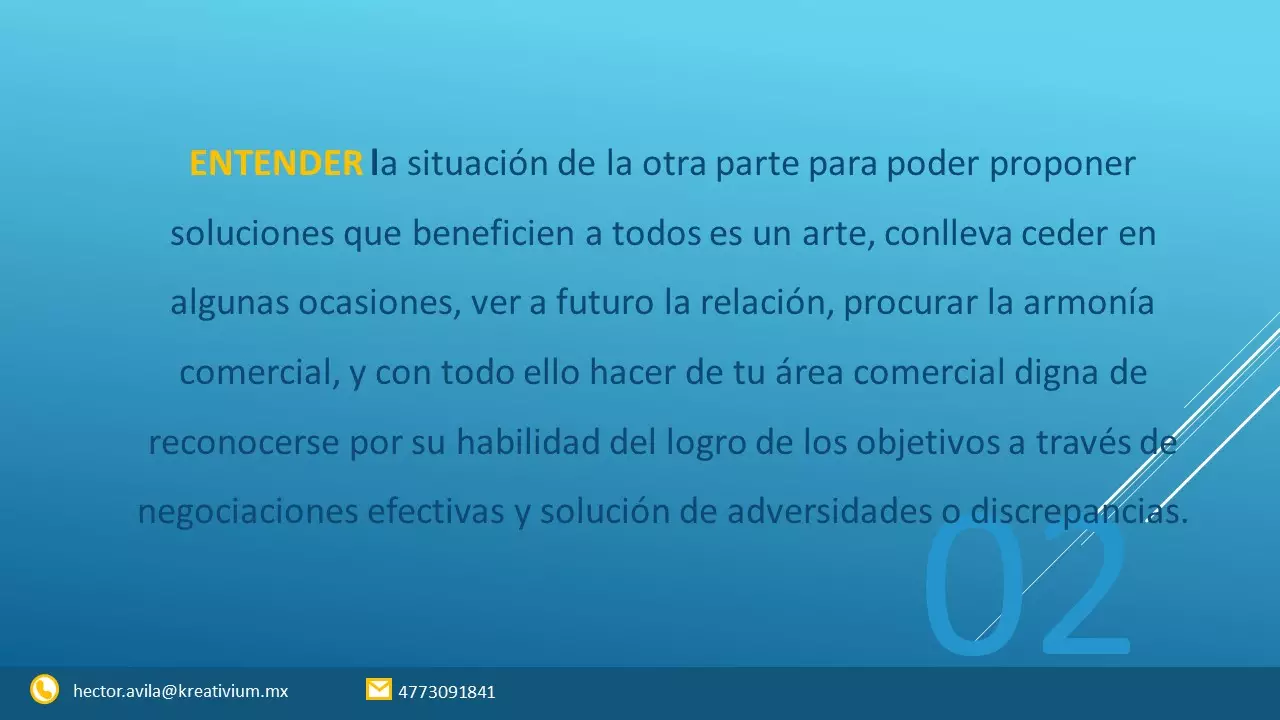 ENTENDER la situación de la otra parte para poder proponer
soluciones que beneficien a todos es un arte, conlleva ceder en
algunas ocasiones, ver a futuro la relación, procurar la armonía
comercial, y con todo ello hacer de tu área comercial digna de
reconocerse por su habilidad del logro de los objetivos a través de
negociaciones efectivas y solución de adversidades o discrepancias.
02
hector.avila@kreativium.mx 4773091841